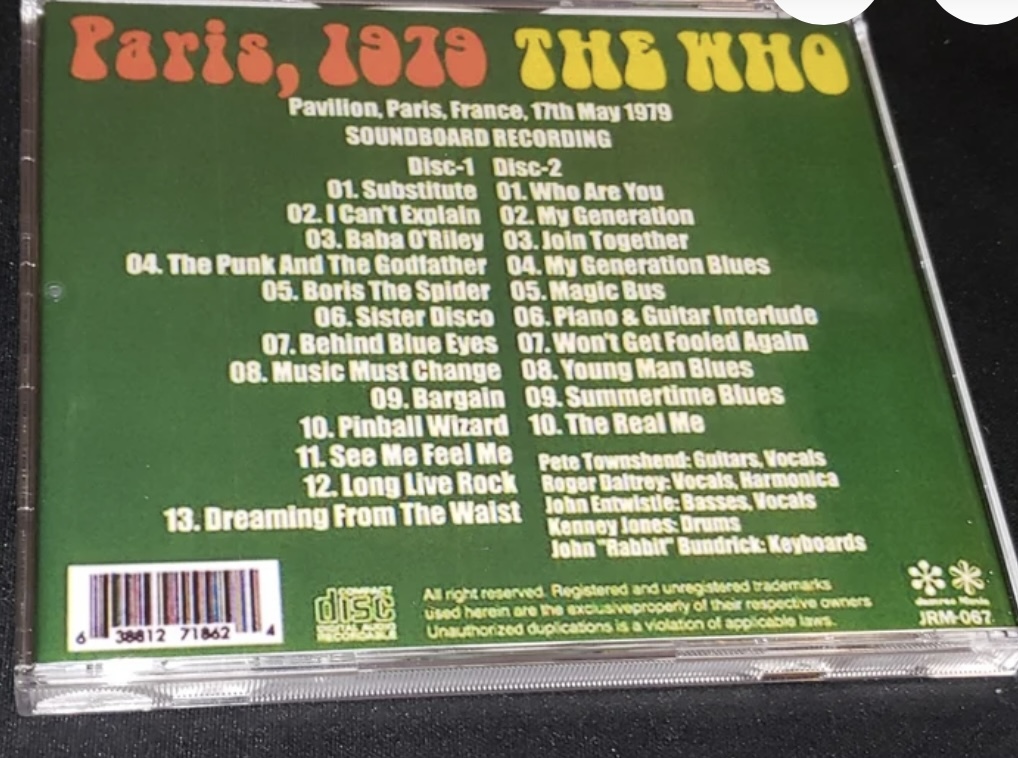 Paris, 1979 THE WHO
Pavilion, Paris, France, 17th May 1979
SOUNDBOARD RECORDING
Disc-1
01. Substitute
02. I Can't Explain
03. Baba O'Riley
04. The Punk And The Godfather
05. Boris The Spider
06. Sister Disco
07. Behind Blue Eyes
08. Music Must Change
09. Bargain
10. Pinball Wizard
11. See Me Feel Me
12. Long Live Rock
13. Dreaming From The Waist
Disc-2
01. Who Are You
02. My Generation
03. Join Together
04. My Generation Blues
05. Magic Bus
06. Piano & Guitar Interlude
07. Won't Get Fooled Again
08. Young Man Blues
09. Summertime Blues
10. The Real Me
Pete Townshend: Guitars, Vocals
Roger Daltrey: Vocals, Harmonica
John Entwistle: Basses, Vocals
Kenney Jones: Drums
John "Rabbit" Bundrick: Keyboards
6 38812 71862 4
COMPACT
disc
All right reserved. Registered and unregistered trademarks
used herein are the exclusiveproperly of their respective owners
Unauthorized duplications is a violation of applicable laws.
JRM-067